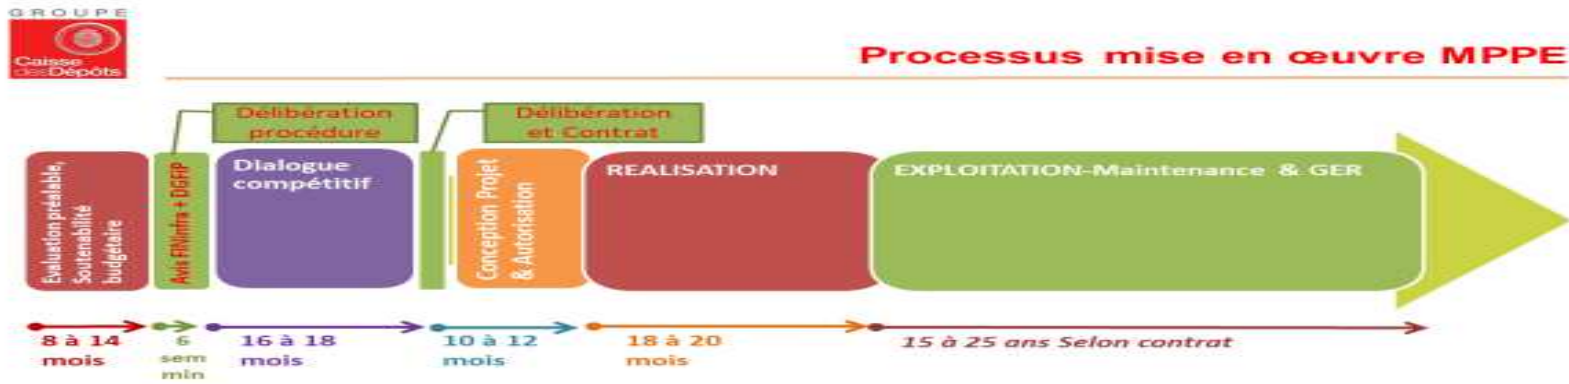 GROUPE
Caisse
des Dépôts
Processus mise en œuvre MPPE
Délibération
procédure
Délibération
et Contrat
Evaluation préalable,
Soutenabilité
budgétaire
Avis FINinfra + DGFIP
Dialogue
compétitif
Conception Projet
& Autorisation
REALISATION
EXPLOITATION-Maintenance & GER
8 à 14
mois
6
sem
min
16 à 18
mois
10 à 12
mois
18 à 20
mois
15 à 25 ans Selon contrat